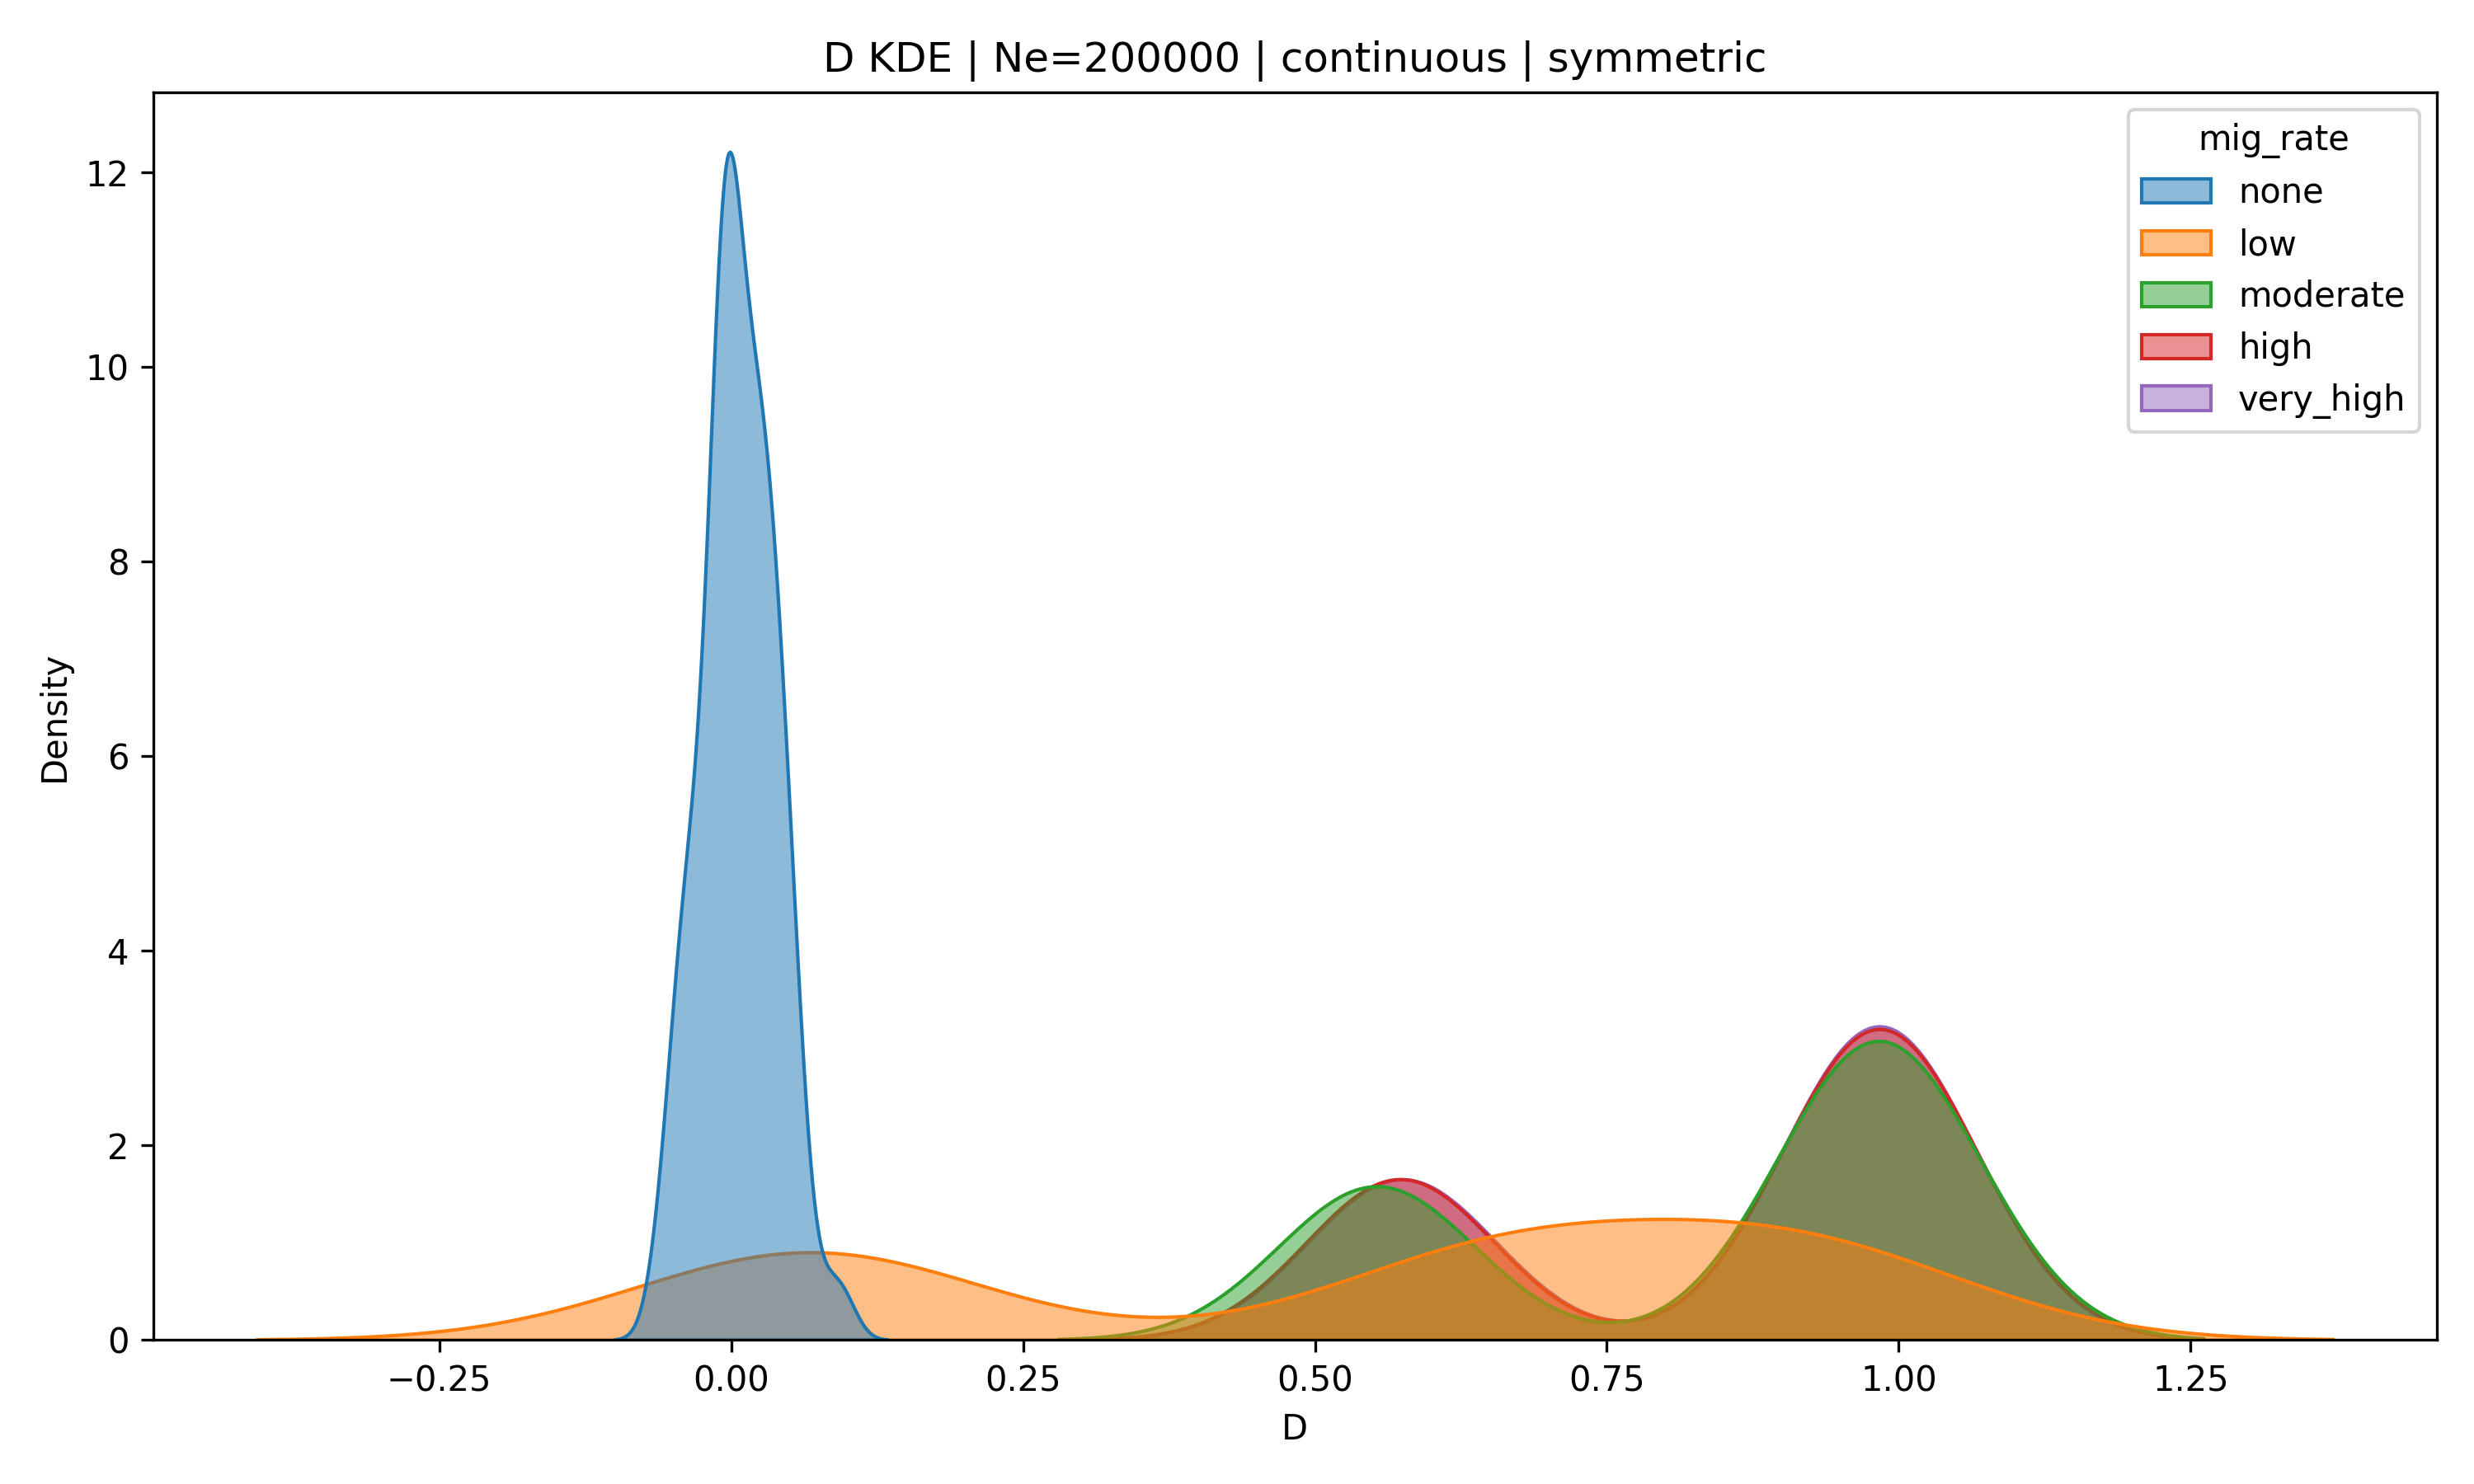 D KDE | Ne=200000 | continuous | symmetric
mig_rate
none
low
moderate
high
very_high
Density
12
10
8
6
4
2
0
−0.25 0.00 0.25 0.50 0.75 1.00 1.25
D